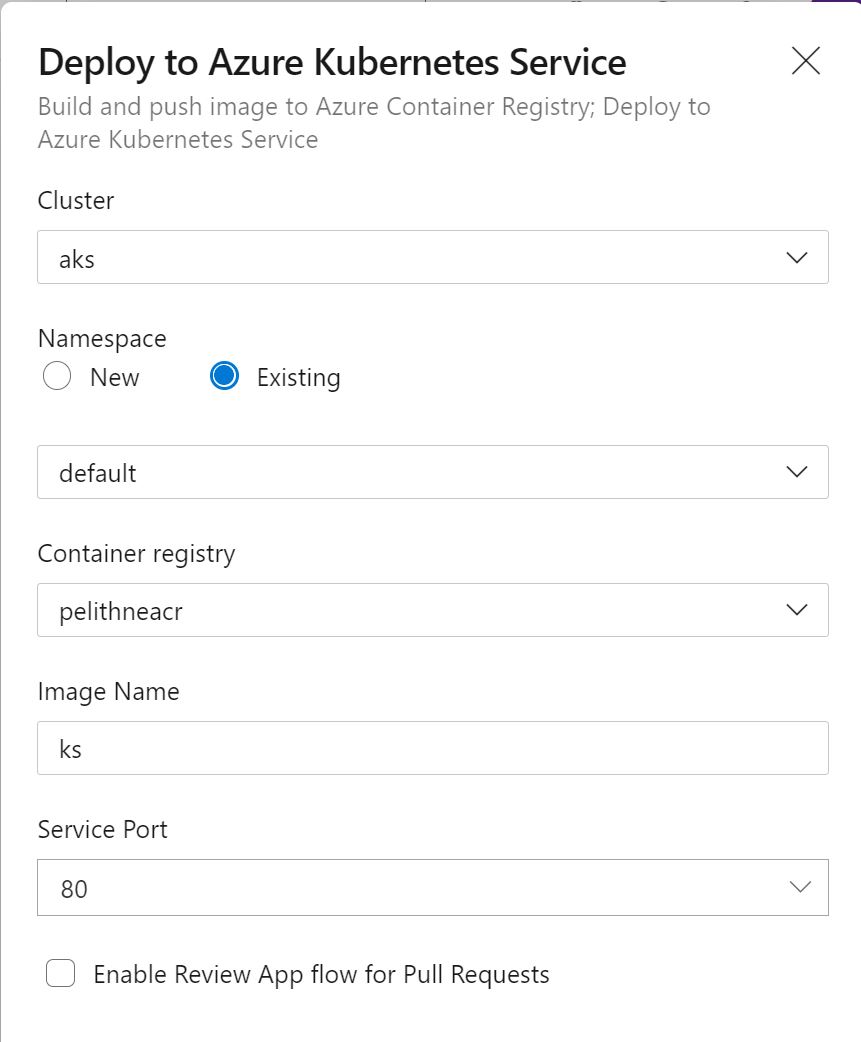 Deploy to Azure Kubernetes Service
Build and push image to Azure Container Registry; Deploy to
Azure Kubernetes Service
Cluster
aks
Namespace
New
Existing
default
Container registry
pelithneacr
Image Name
ks
Service Port
80
Enable Review App flow for Pull Requests